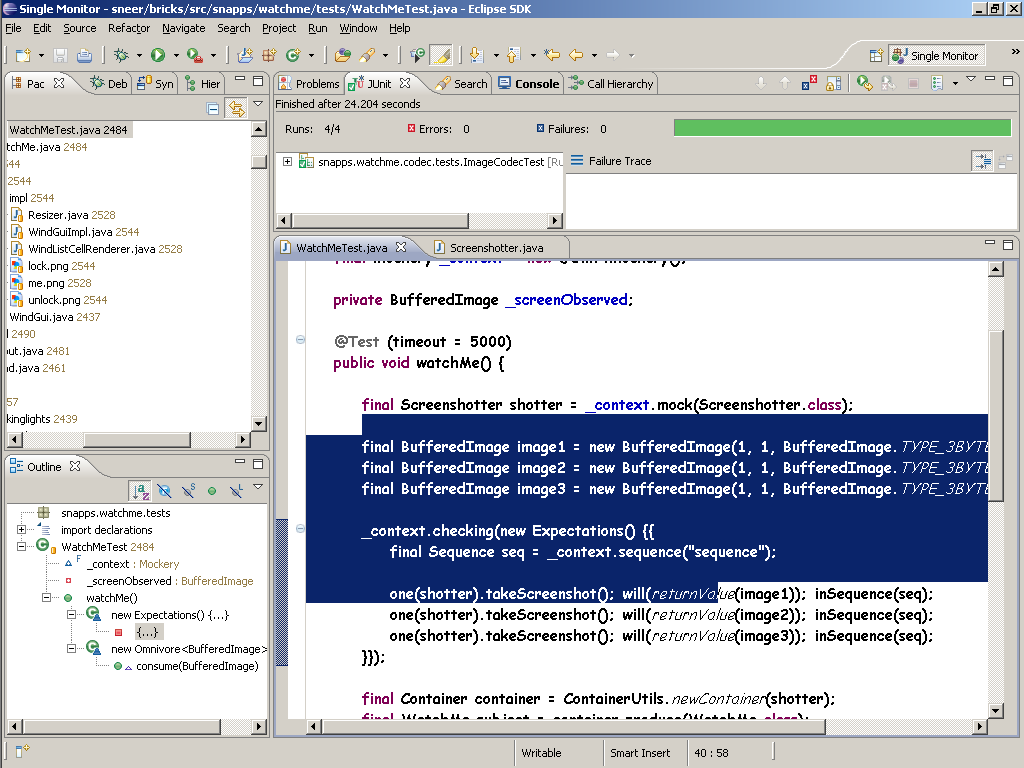 Single Monitor - sneer/bricks/src/snapps/watchme/tests/WatchMeTest.java - Eclipse SDK
File Edit Source Refactor Navigate Search Project Run Window Help
Single Monitor
Pac Deb Syn Hier
WatchMeTest.java 2484
tchMe.java 2484
544
2544
impl 2544
Resizer.java 2528
WindGuiImpl.java 2544
WindListCellRenderer.java 2528
lock.png 2544
me.png 2528
unlock.png 2544
WindGui.java 2437
2490
out.java 2481
nd.java 2461
57
kinglights 2439
Problems JUnit Search Console Call Hierarchy
Finished after 24.204 seconds
Runs: 4/4 Errors: 0 Failures: 0
snapps.watchme.codec.tests.ImageCodecTest [Ru
Failure Trace
Outline
snapps.watchme.tests
import declarations
WatchMeTest 2484
_context : Mockery
_screenObserved : BufferedImage
watchMe()
new Expectations() {...}
{...}
new Omnivore<BufferedImage>
consume(BufferedImage)
WatchMeTest.java Screenshotter.java
private BufferedImage _screenObserved;
@Test (timeout = 5000)
public void watchMe() {
final Screenshotter shotter = _context.mock(Screenshotter.class);
final BufferedImage image1 = new BufferedImage(1, 1, BufferedImage.TYPE_3BYTE
final BufferedImage image2 = new BufferedImage(1, 1, BufferedImage.TYPE_3BYTE
final BufferedImage image3 = new BufferedImage(1, 1, BufferedImage.TYPE_3BYTE
_context.checking(new Expectations() {{
final Sequence seq = _context.sequence("sequence");
one(shotter).takeScreenshot(); will(returnValue(image1)); inSequence(seq);
one(shotter).takeScreenshot(); will(returnValue(image2)); inSequence(seq);
one(shotter).takeScreenshot(); will(returnValue(image3)); inSequence(seq);
}});
final Container container = ContainerUtils.newContainer(shotter);
Writable Smart Insert 40 : 58